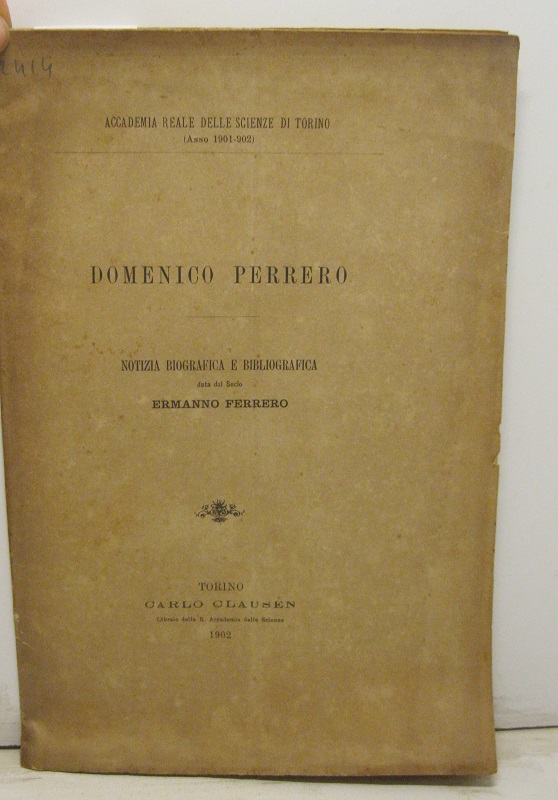 2414
ACCADEMIA REALE DELLE SCIENZE DI TORINO
(Anno 1901-902)
DOMENICO PERRERO
NOTIZIA BIOGRAFICA E BIBLIOGRAFICA
data dal Socio
ERMANNO FERRERO
TORINO
CARLO CLAUSEN
Libraio della R. Accademia delle Scienze
1902